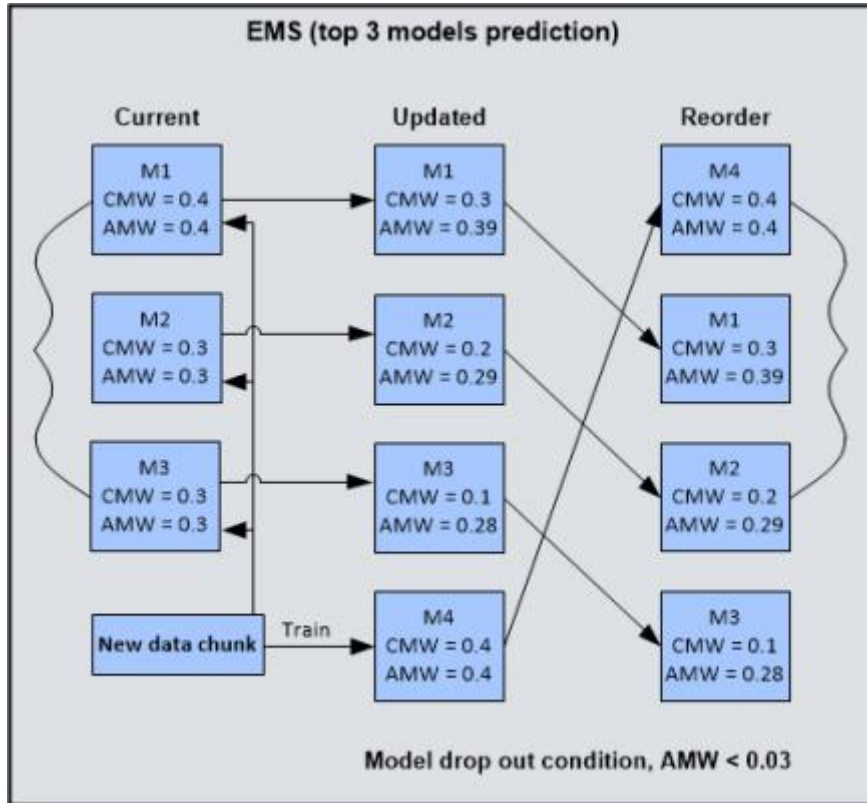 EMS (top 3 models prediction)
Current
Updated
Reorder
M1
CMW = 0.4
AMW = 0.4
M1
CMW = 0.3
AMW = 0.39
M4
CMW = 0.4
AMW = 0.4
M2
CMW = 0.3
AMW = 0.3
M2
CMW = 0.2
AMW = 0.29
M1
CMW = 0.3
AMW = 0.39
M3
CMW = 0.3
AMW = 0.3
M3
CMW = 0.1
AMW = 0.28
M2
CMW = 0.2
AMW = 0.29
New data chunk
Train
M4
CMW = 0.4
AMW = 0.4
M3
CMW = 0.1
AMW = 0.28
Model drop out condition, AMW < 0.03